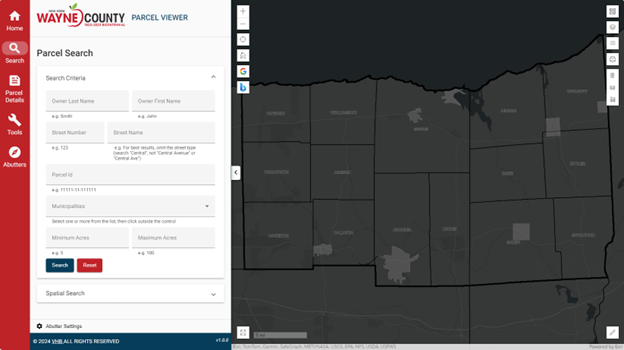 NEW YORK
WAYNE COUNTY
1823-2023 BICENTENNIAL
PARCEL VIEWER
Home
Search
Parcel
Details
Tools
Abutters
Parcel Search
Search Criteria
Owner Last Name
Owner First Name
e.g. Smith
e.g. John
Street Number
Street Name
e.g. 123
e.g. For best results, omit the street type
(search "Central", not "Central Avenue" or
"Central Ave")
Parcel Id
e.g. 11111-11-111111
Municipalities
Select one or more from the list, then click outside the control
Minimum Acres
Maximum Acres
e.g. 5
e.g. 100
Search
Reset
Spatial Search
Abutter Settings
© 2024 VHB ALL RIGHTS RESERVED
v1.0.0
Esri, TomTom, Garmin, SafeGraph, METI/NASA, USGS, EPA, NPS, USDA, USFWS
Powered by Esri